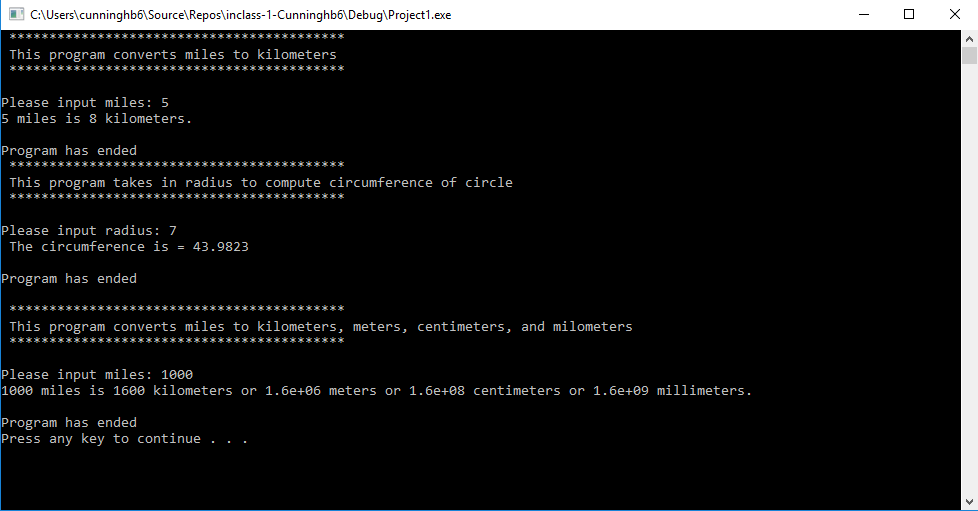 C:\Users\cunninghb6\Source\Repos\inclass-1-Cunninghb6\Debug\Project1.exe
******************************************
This program converts miles to kilometers
******************************************
Please input miles: 5
5 miles is 8 kilometers.
Program has ended
******************************************
This program takes in radius to compute circumference of circle
******************************************
Please input radius: 7
The circumference is = 43.9823
Program has ended
******************************************
This program converts miles to kilometers, meters, centimeters, and milometers
******************************************
Please input miles: 1000
1000 miles is 1600 kilometers or 1.6e+06 meters or 1.6e+08 centimeters or 1.6e+09 millimeters.
Program has ended
Press any key to continue . . .